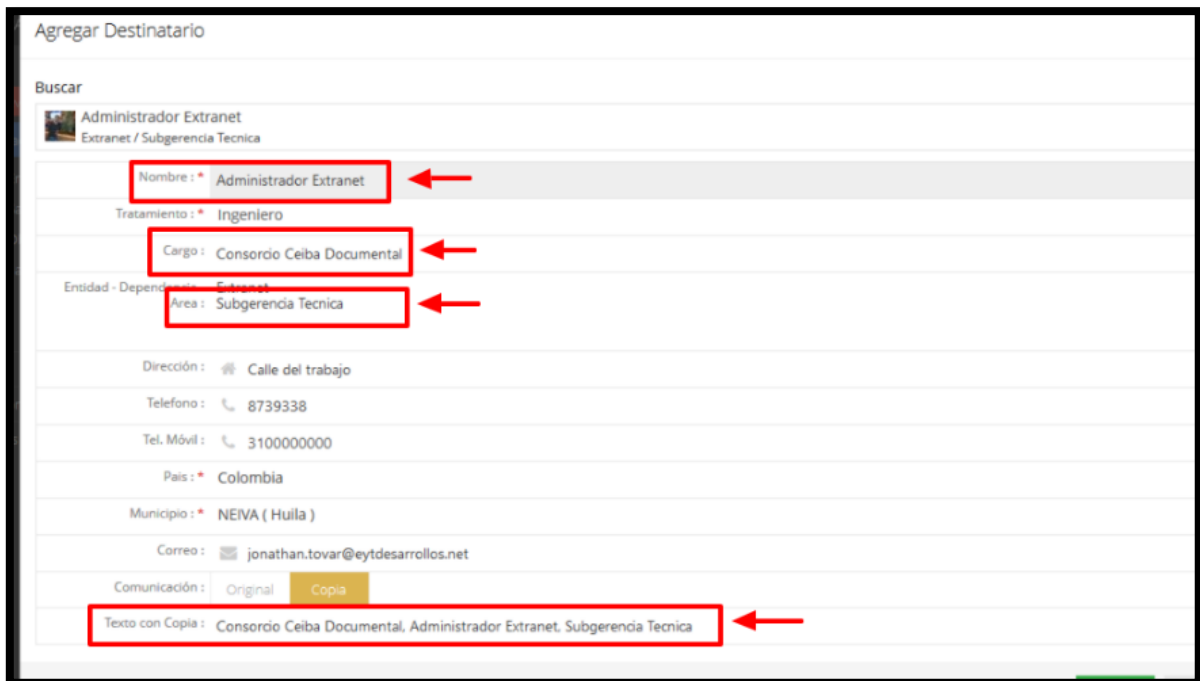 Agregar Destinatario
Buscar
Administrador Extranet
Extranet / Subgerencia Tecnica
Nombre : * Administrador Extranet
Tratamiento : * Ingeniero
Cargo : Consorcio Ceiba Documental
Entidad - Dependencia Extranet
Area : Subgerencia Tecnica
Dirección : Calle del trabajo
Telefono : 8739338
Tel. Móvil : 3100000000
Pais : * Colombia
Municipio : * NEIVA ( Huila )
Correo : jonathan.tovar@eytdesarrollos.net
Comunicación : Original Copia
Texto con Copia : Consorcio Ceiba Documental, Administrador Extranet, Subgerencia Tecnica